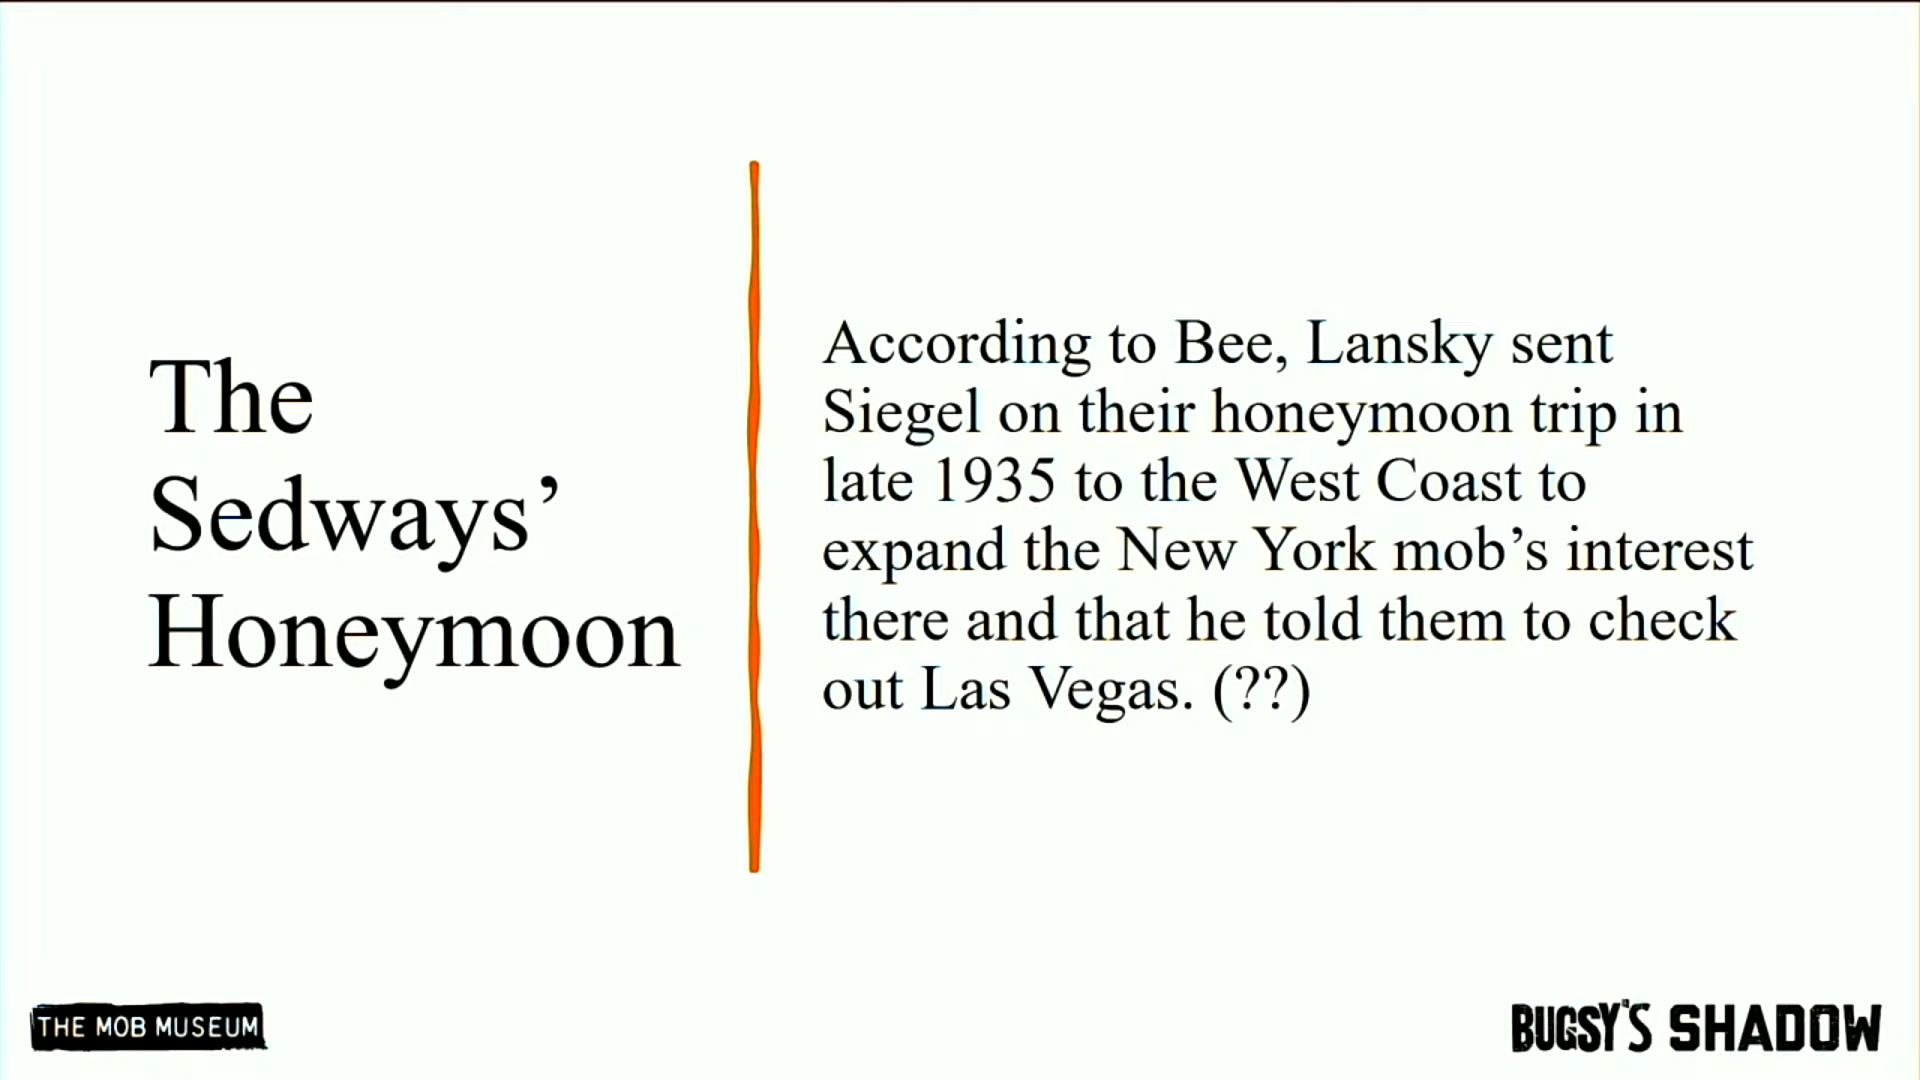 The
Sedways’
Honeymoon
According to Bee, Lansky sent
Siegel on their honeymoon trip in
late 1935 to the West Coast to
expand the New York mob’s interest
there and that he told them to check
out Las Vegas. (??)
THE MOB MUSEUM
BUGSY'S SHADOW